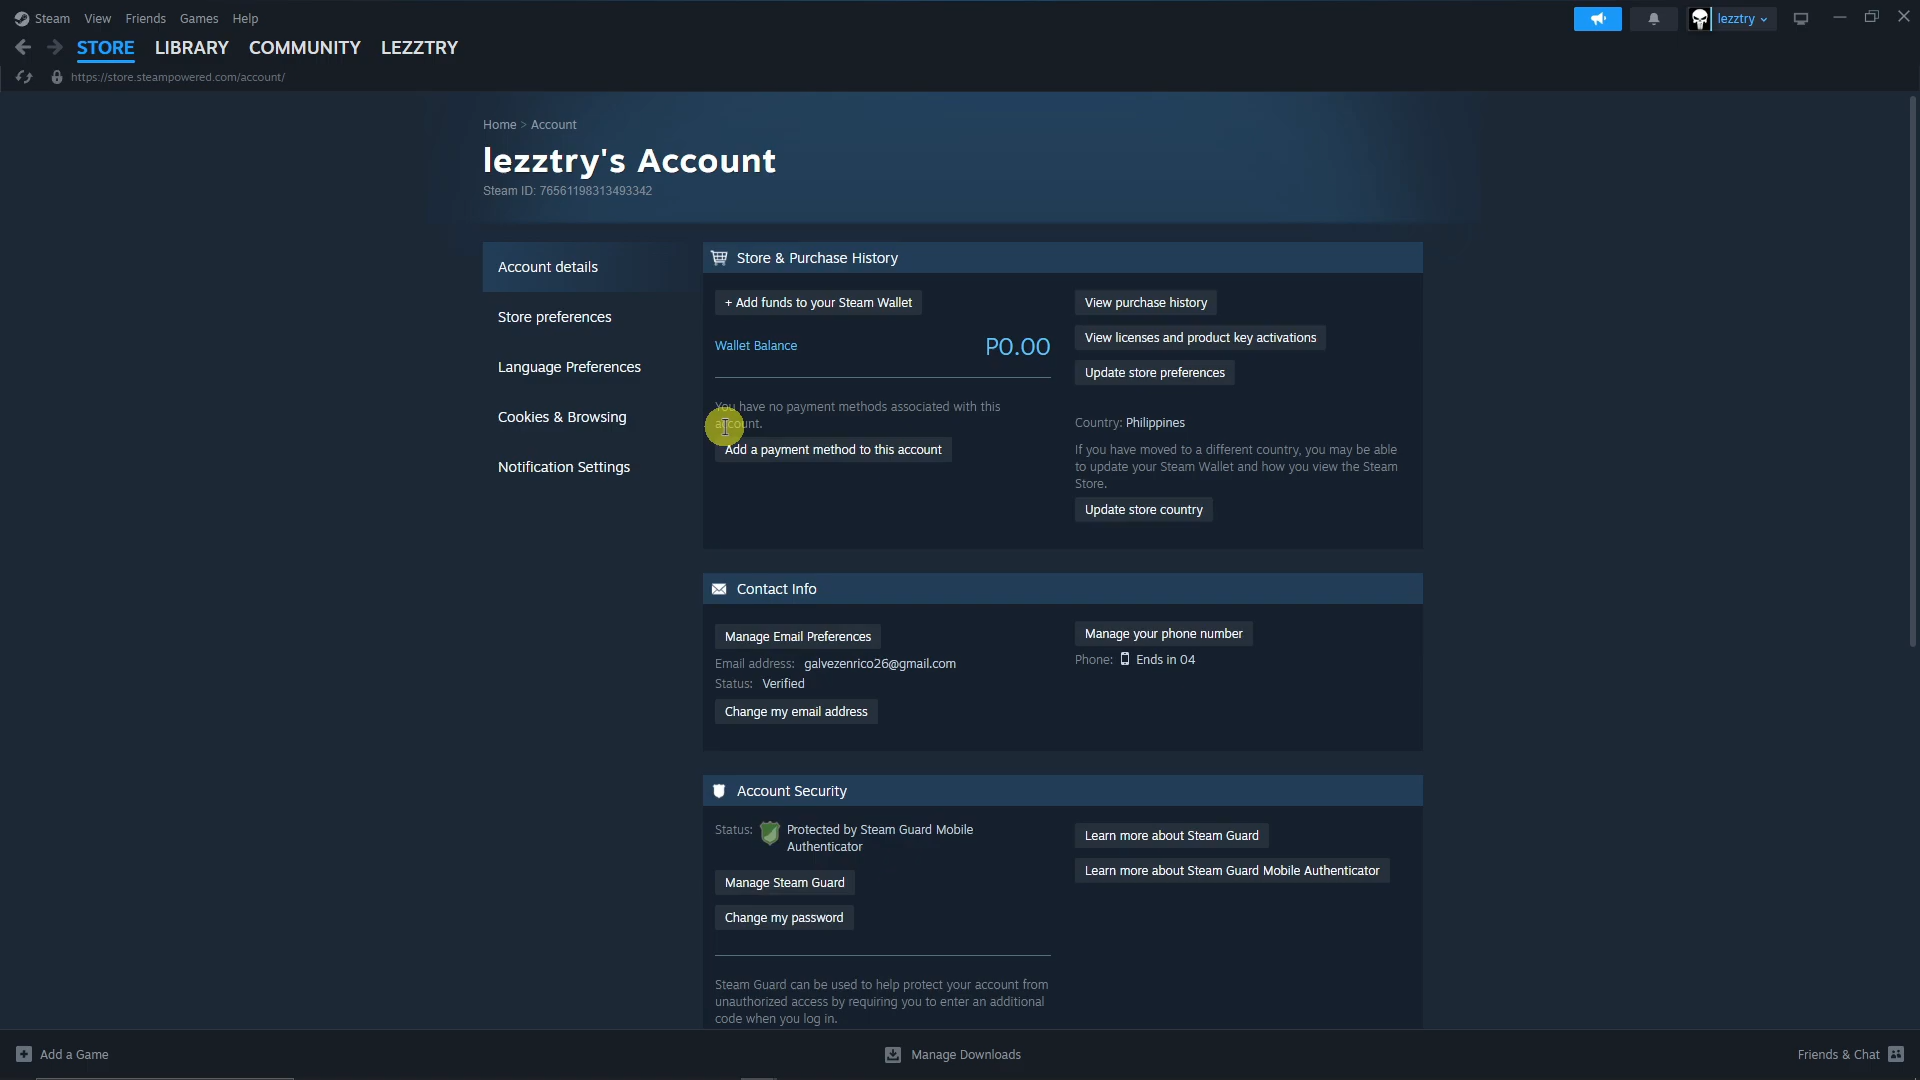 Steam View Friends Games Help
lezztry
STORE LIBRARY COMMUNITY LEZZTRY
https://store.steampowered.com/account/
Home > Account
lezztry's Account
Steam ID: 76561198313493342
Account details
Store preferences
Language Preferences
Cookies & Browsing
Notification Settings
Store & Purchase History
+ Add funds to your Steam Wallet
Wallet Balance P0.00
You have no payment methods associated with this
account.
Add a payment method to this account
View purchase history
View licenses and product key activations
Update store preferences
Country: Philippines
If you have moved to a different country, you may be able
to update your Steam Wallet and how you view the Steam
Store.
Update store country
Contact Info
Manage Email Preferences
Email address: galvezenrico26@gmail.com
Status: Verified
Change my email address
Manage your phone number
Phone: Ends in 04
Account Security
Status: Protected by Steam Guard Mobile
Authenticator
Manage Steam Guard
Change my password
Steam Guard can be used to help protect your account from
unauthorized access by requiring you to enter an additional
code when you log in.
Learn more about Steam Guard
Learn more about Steam Guard Mobile Authenticator
Add a Game
Manage Downloads
Friends & Chat